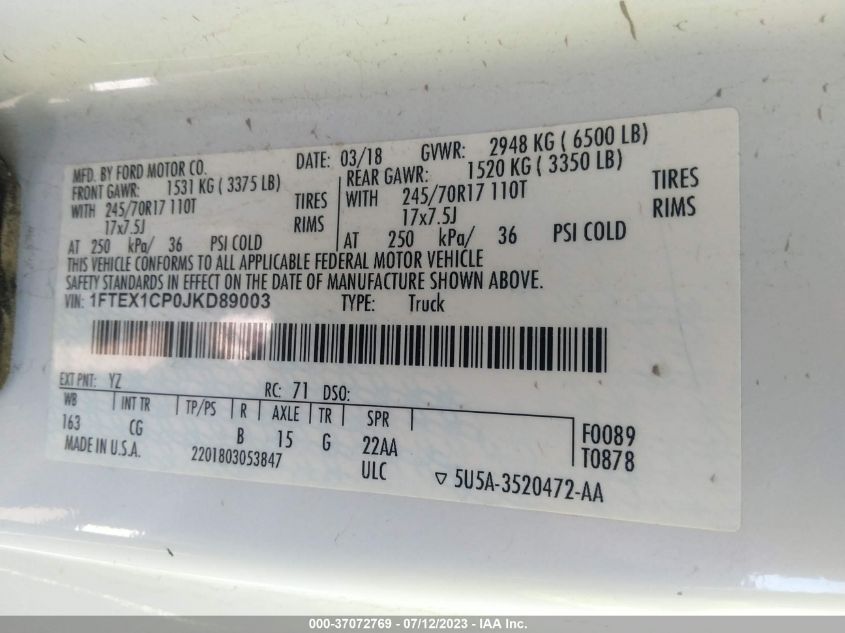 MFD. BY FORD MOTOR CO.
DATE: 03/18 GVWR: 2948 KG ( 6500 LB)
FRONT GAWR: 1531 KG ( 3375 LB)
REAR GAWR: 1520 KG ( 3350 LB)
WITH 245/70R17 110T TIRES
WITH 245/70R17 110T TIRES
17x7.5J RIMS
17x7.5J RIMS
AT 250 kPa/ 36 PSI COLD
AT 250 kPa/ 36 PSI COLD
THIS VEHICLE CONFORMS TO ALL APPLICABLE FEDERAL MOTOR VEHICLE
SAFETY STANDARDS IN EFFECT ON THE DATE OF MANUFACTURE SHOWN ABOVE.
VIN: 1FTEX1CP0JKD89003 TYPE: Truck
EXT PNT: YZ RC: 71 DSO:
WB INT TR TP/PS R AXLE TR SPR
163 CG B 15 G 22AA F0089
MADE IN U.S.A. 2201803053847 ULC T0878
▽ 5U5A-3520472-AA
000-37072769 - 07/12/2023 - IAA Inc.